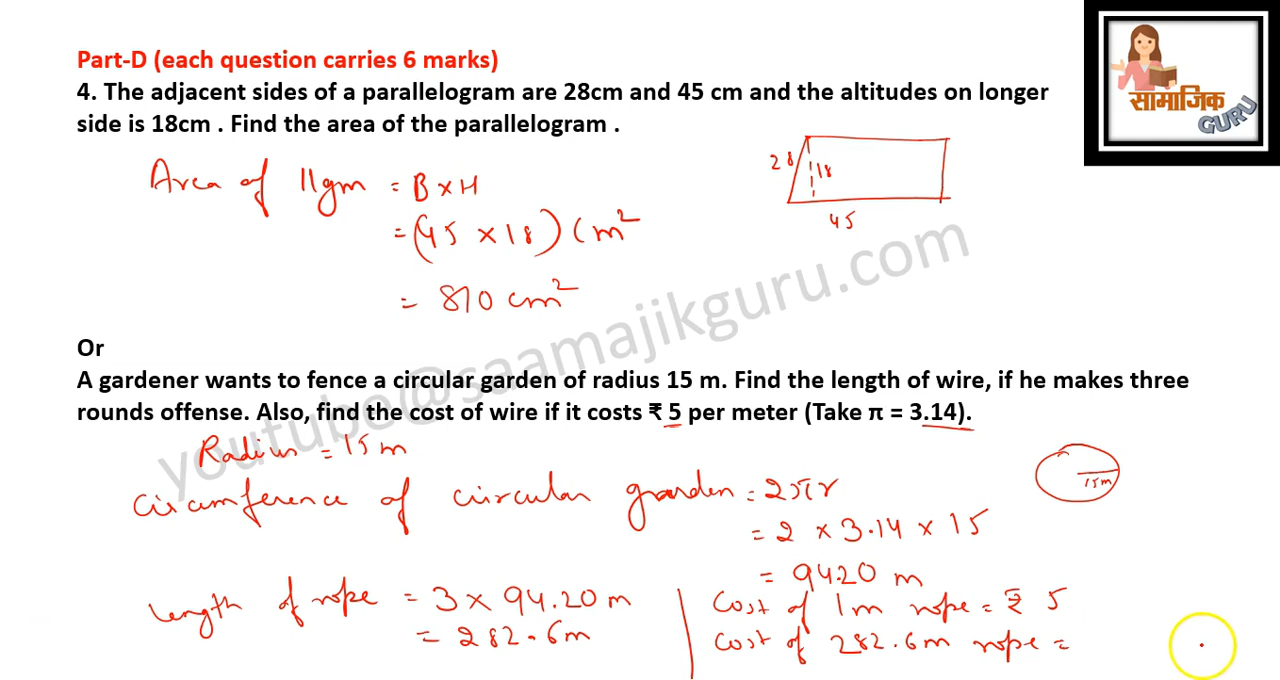 Part-D (each question carries 6 marks)
4. The adjacent sides of a parallelogram are 28cm and 45 cm and the altitudes on longer
side is 18cm . Find the area of the parallelogram .
सामाजिक
GURU
28
18
45
Area of ||gm = B x H
= (45 x 18) cm²
= 810 cm²
youtube@saamajikguru.com
Or
A gardener wants to fence a circular garden of radius 15 m. Find the length of wire, if he makes three
rounds offense. Also, find the cost of wire if it costs ₹ 5 per meter (Take π = 3.14).
Radius = 15m
15m
Circumference of circular garden = 2πr
= 2 x 3.14 x 15
= 94.20 m
Length of rope = 3 x 94.20 m
= 282.6m
Cost of 1m rope = ₹ 5
Cost of 282.6m rope =